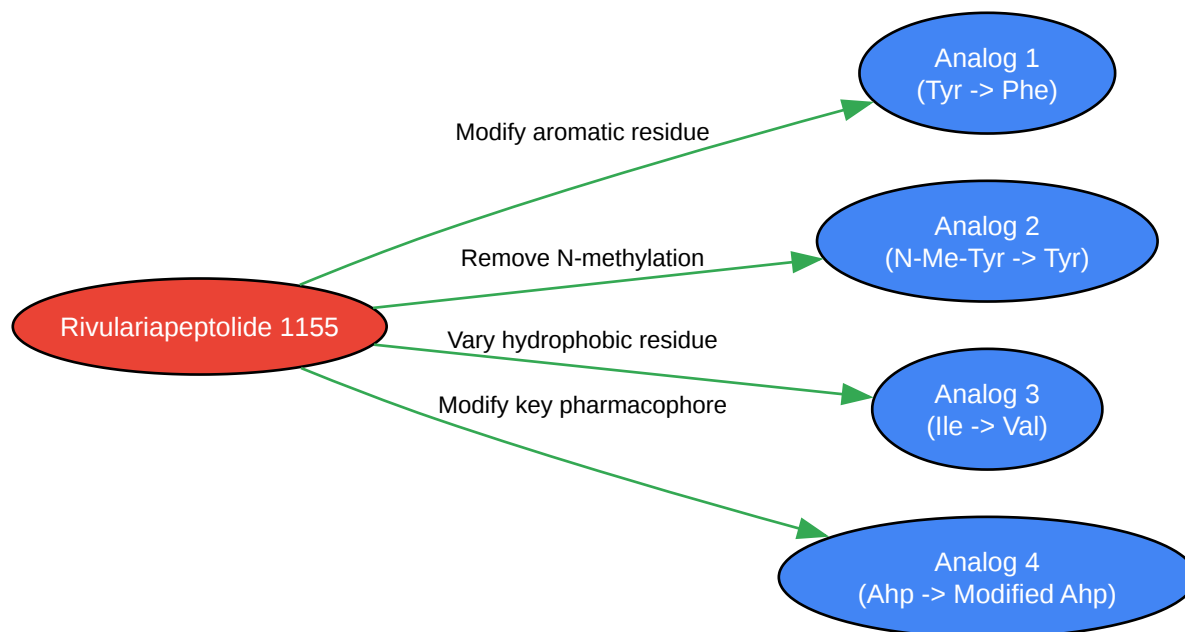 Analog 1
(Tyr -> Phe)
Modify aromatic residue
Analog 2
(N-Me-Tyr -> Tyr)
Remove N-methylation
Rivulariapeptolide 1155
Vary hydrophobic residue
Analog 3
(Ile -> Val)
Modify key pharmacophore
Analog 4
(Ahp -> Modified Ahp)